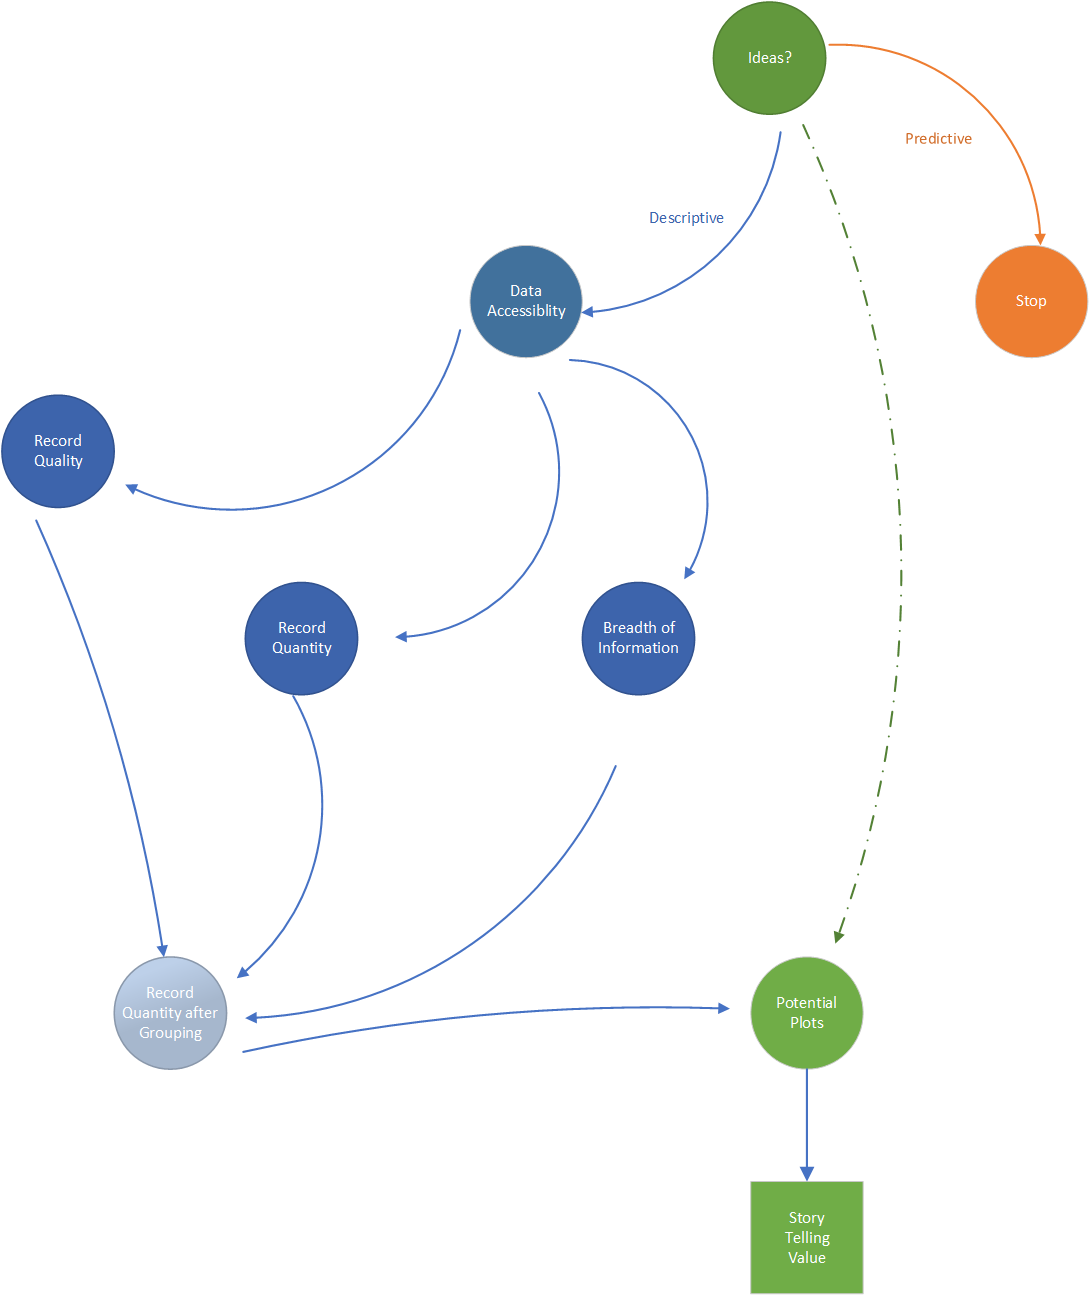 Ideas?
Predictive
Descriptive
Data
Accessiblity
Stop
Record
Quality
Record
Quantity
Breadth of
Information
Record
Quantity after
Grouping
Potential
Plots
Story
Telling
Value